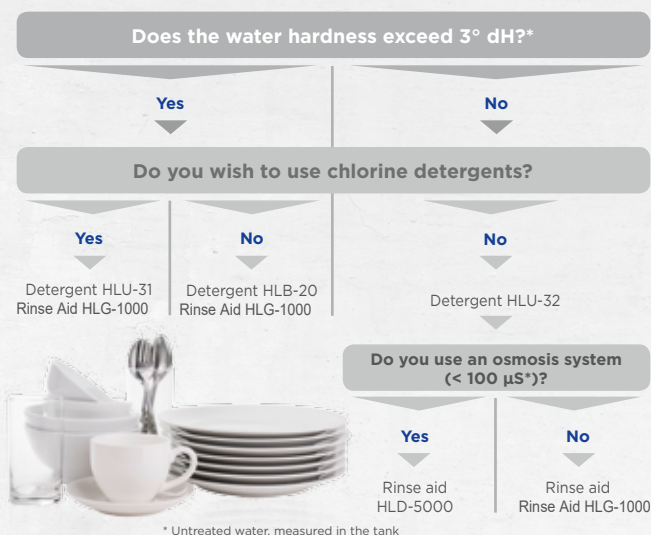 Does the water hardness exceed 3° dH?*
Yes
No
Do you wish to use chlorine detergents?
Yes
No
No
Detergent HLU-31
Rinse Aid HLG-1000
Detergent HLB-20
Rinse Aid HLG-1000
Detergent HLU-32
Do you use an osmosis system
(< 100 µS*)?
Yes
No
Rinse aid
HLD-5000
Rinse aid
Rinse Aid HLG-1000
* Untreated water, measured in the tank